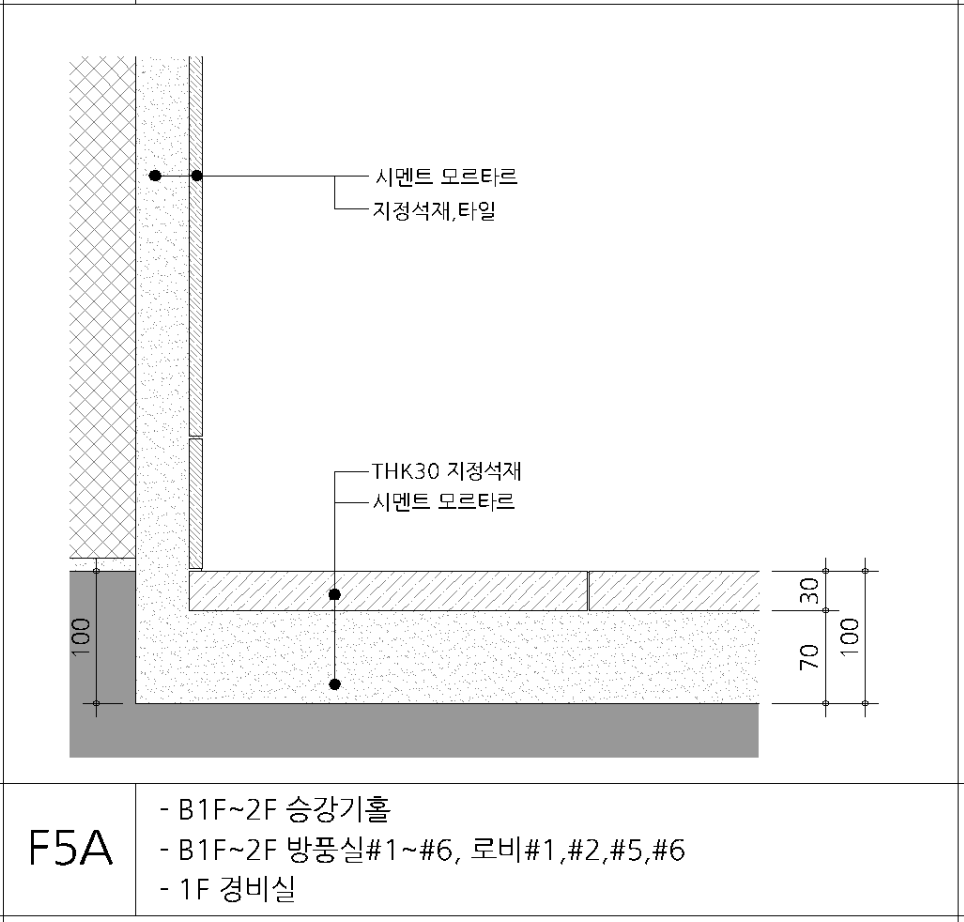 시멘트 모르타르
지정석재,타일
THK30 지정석재
시멘트 모르타르
100
30
70
100
F5A
- B1F~2F 승강기홀
- B1F~2F 방풍실#1~#6, 로비#1,#2,#5,#6
- 1F 경비실